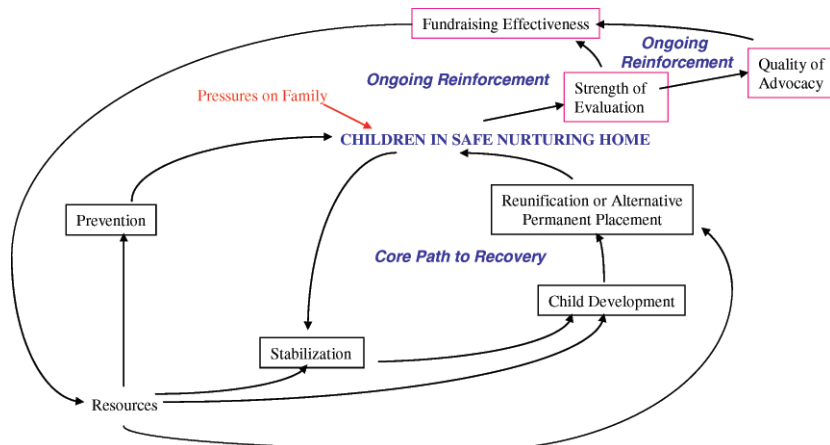 Fundraising Effectiveness
Ongoing
Reinforcement
Quality of
Advocacy
Ongoing Reinforcement
Strength of
Evaluation
Pressures on Family
CHILDREN IN SAFE NURTURING HOME
Prevention
Reunification or Alternative
Permanent Placement
Core Path to Recovery
Child Development
Stabilization
Resources